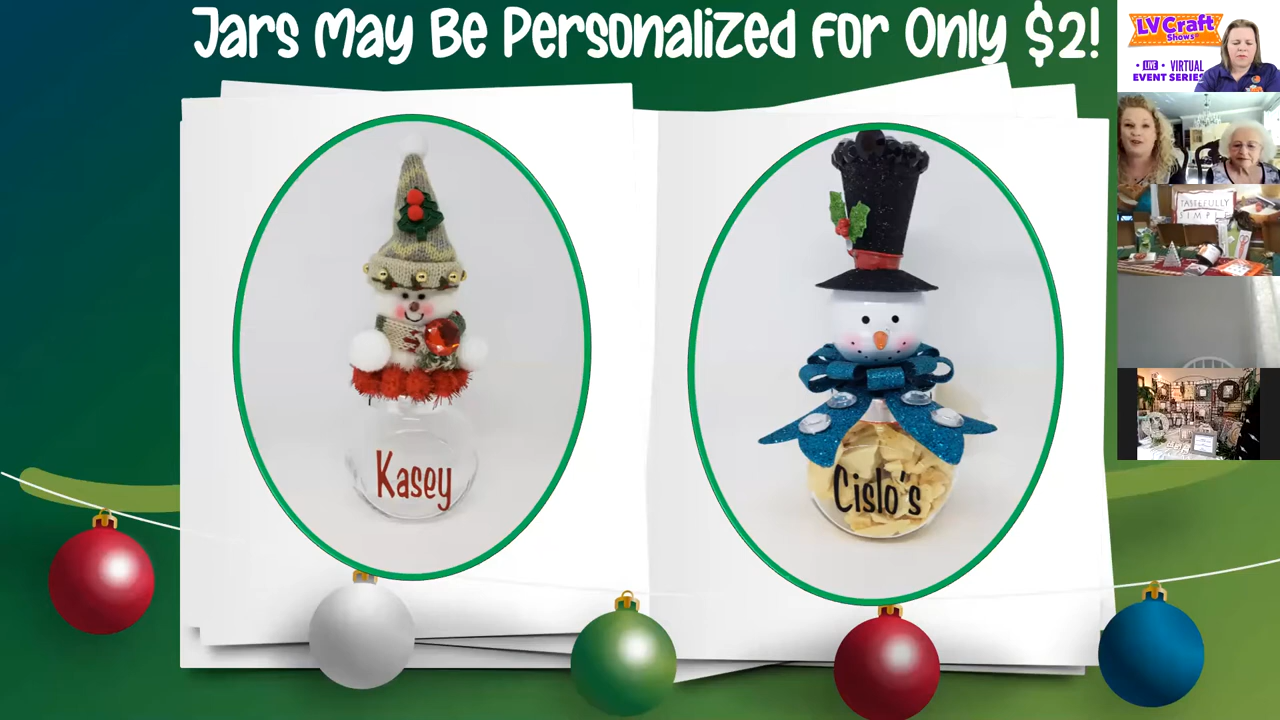 Jars May Be Personalized for Only $2!
Kasey
Cislo's
LV Craft
Shows
• LIVE • VIRTUAL
EVENT SERIES
TASTEFULLY
SIMPLE